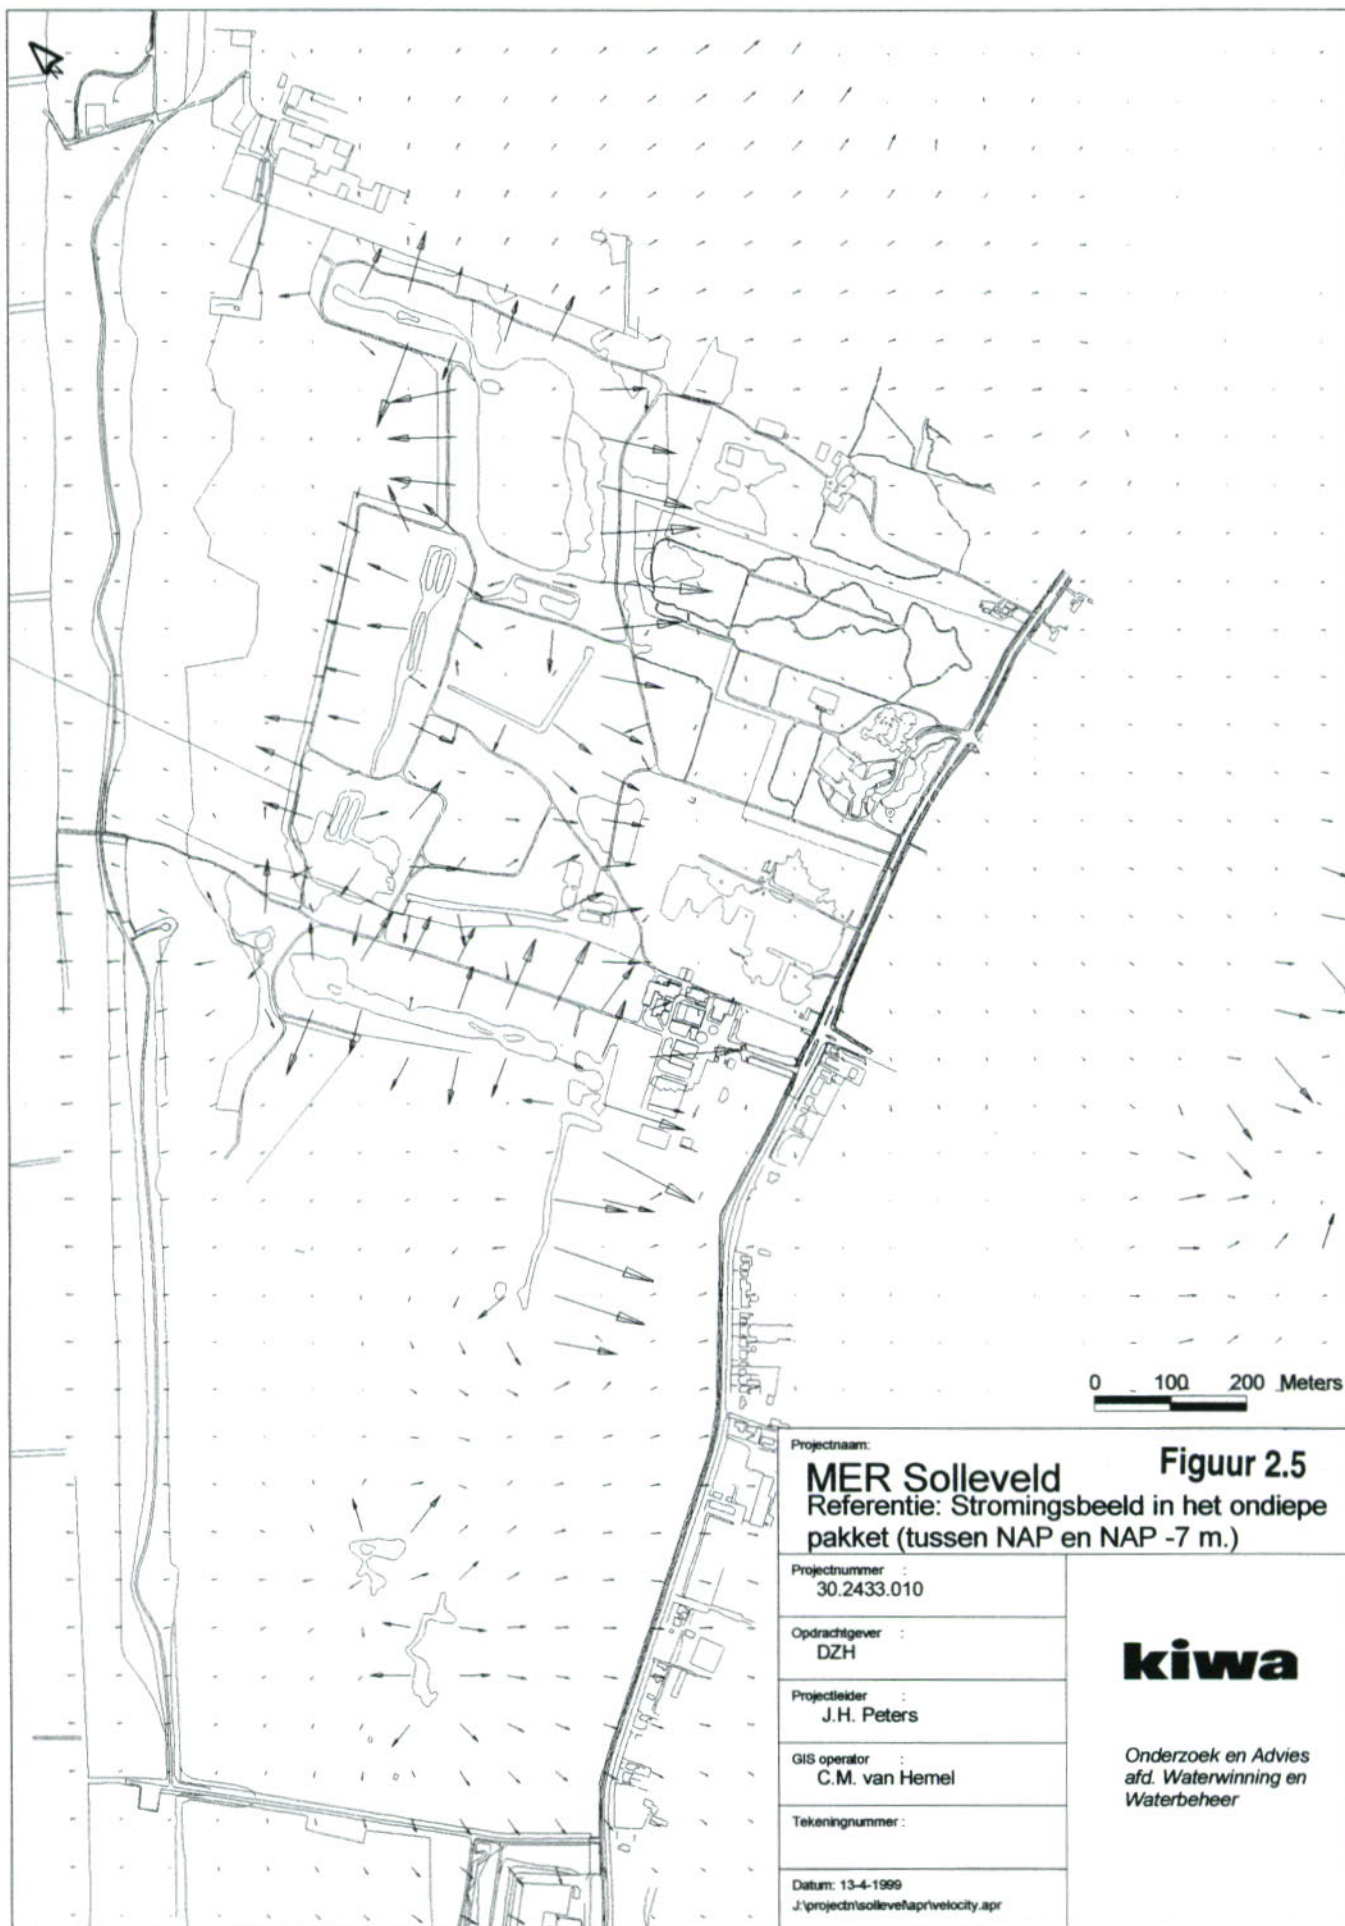 0 100 200 Meters
Projectnaam:
Figuur 2.5
MER Solleveld
Referentie: Stromingsbeeld in het ondiepe
pakket (tussen NAP en NAP -7 m.)
Projectnummer :
30.2433.010
Opdrachtgever :
DZH
Projectleider :
J.H. Peters
GIS operator :
C.M. van Hemel
Tekeningnummer :
Datum: 13-4-1999
J:\projectn\sollevel\apr\velocity.apr
kiwa
Onderzoek en Advies
afd. Waterwinning en
Waterbeheer